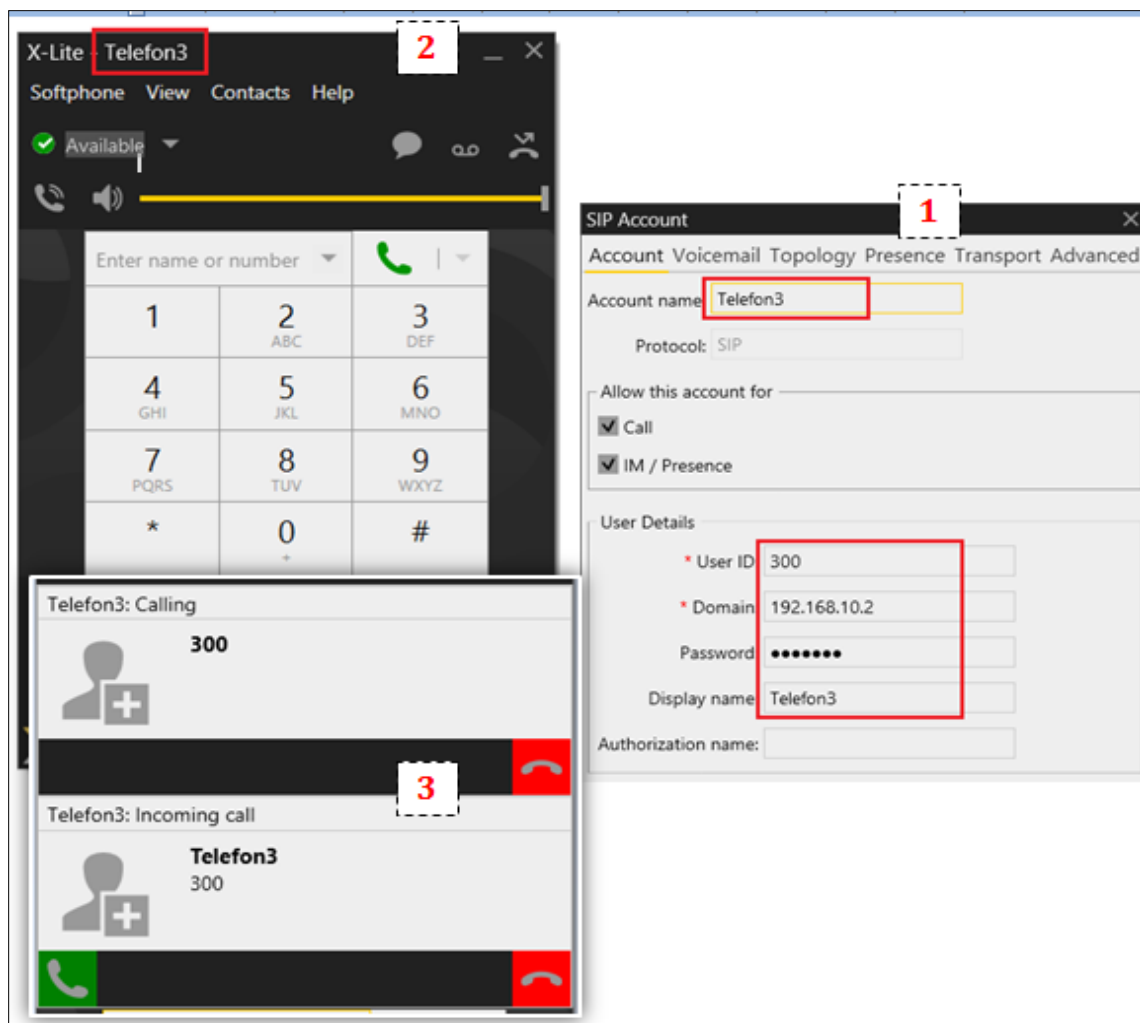 X-Lite - Telefon3
2
Softphone View Contacts Help
Available
Enter name or number
1
2
ABC
3
DEF
4
GHI
5
JKL
6
MNO
7
PQRS
8
TUV
9
WXYZ
*
0
+
#
Telefon3: Calling
300
3
Telefon3: Incoming call
Telefon3
300
1
SIP Account
Account Voicemail Topology Presence Transport Advanced
Account name Telefon3
Protocol: SIP
Allow this account for
Call
IM / Presence
User Details
* User ID 300
* Domain 192.168.10.2
Password •••••••
Display name Telefon3
Authorization name: